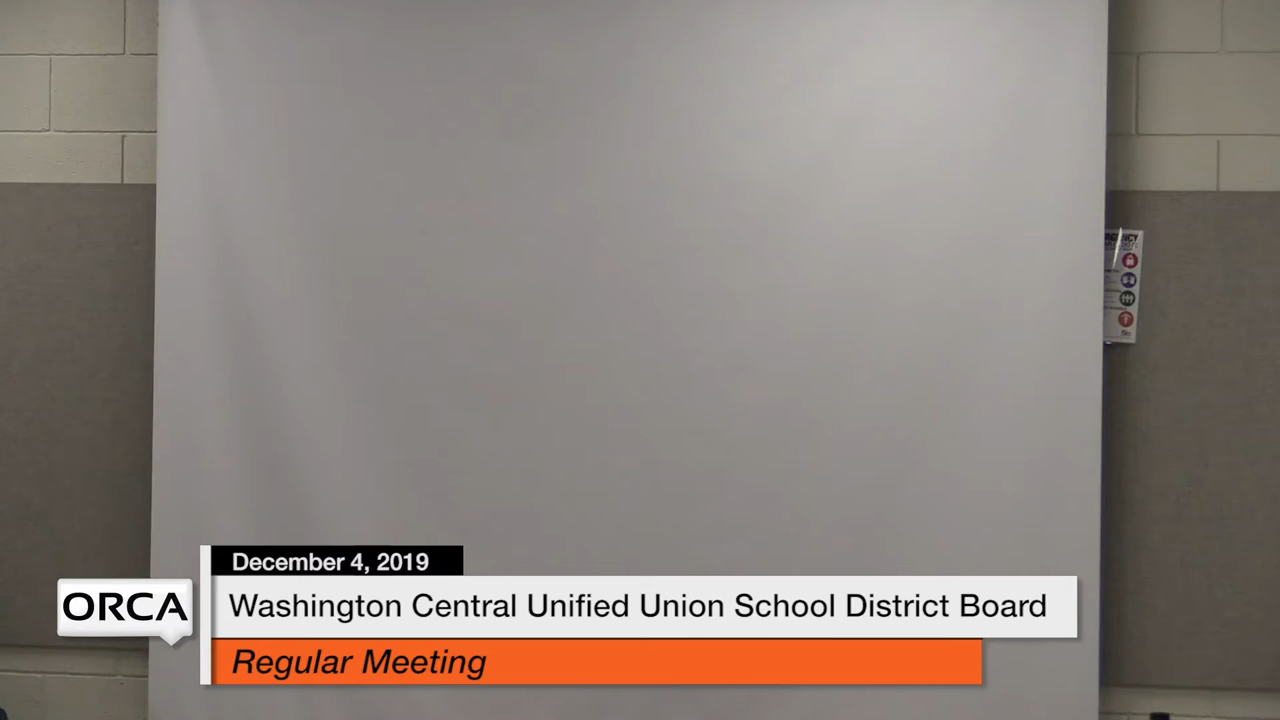 December 4, 2019
ORCA
Washington Central Unified Union School District Board
Regular Meeting